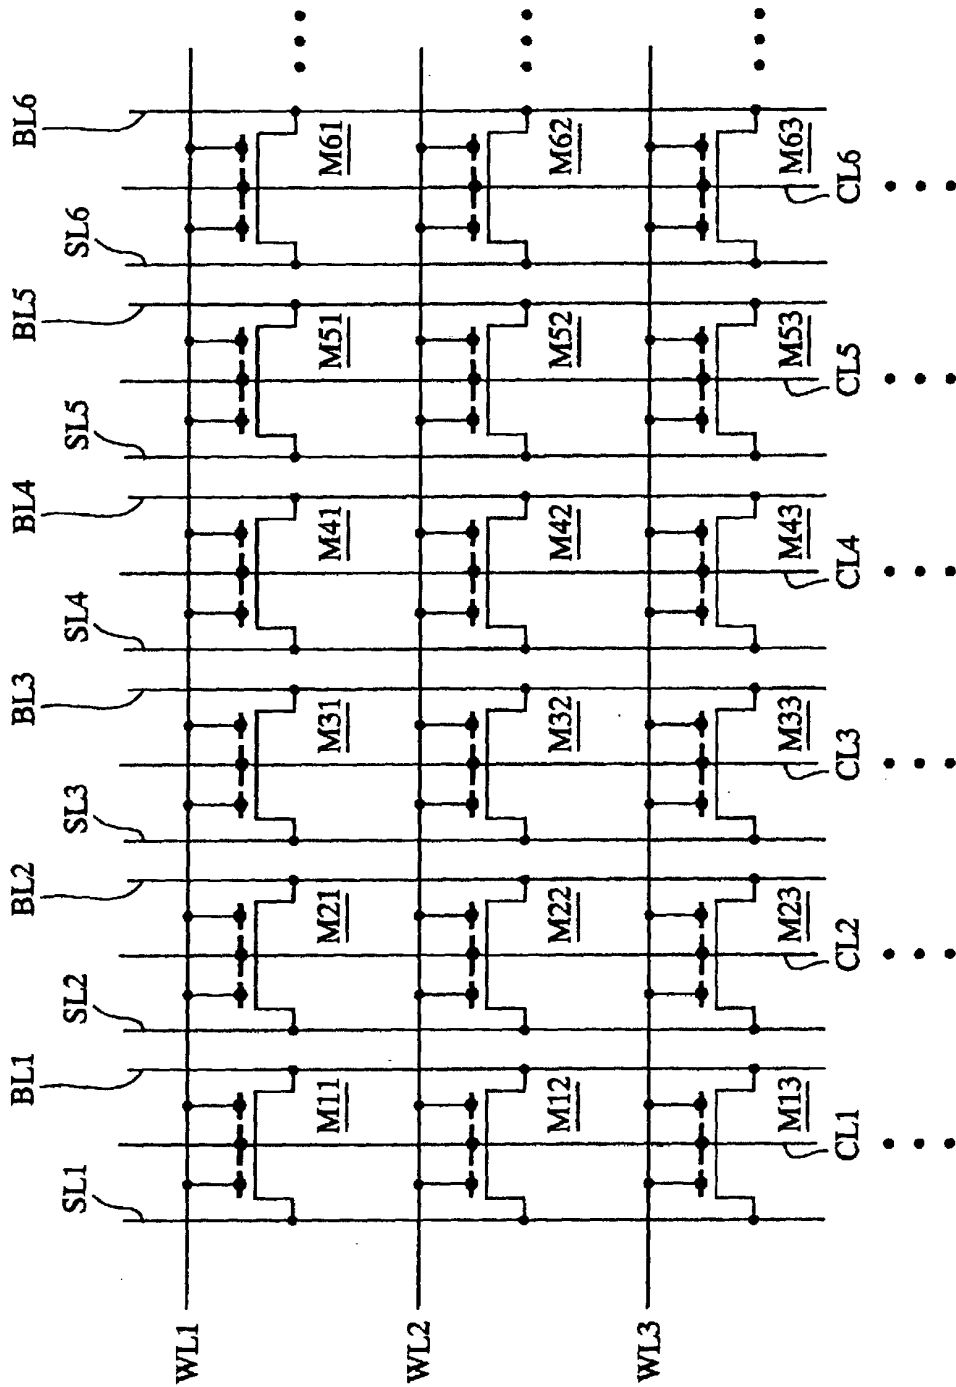 BL1 BL2 BL3 BL4 BL5 BL6
SL1 SL2 SL3 SL4 SL5 SL6
WL1
M11 M21 M31 M41 M51 M61
WL2
M12 M22 M32 M42 M52 M62
WL3
M13 M23 M33 M43 M53 M63
CL1 CL2 CL3 CL4 CL5 CL6